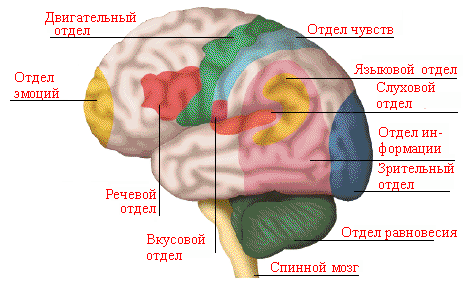 Двигательный
отдел
Отдел чувств
Языковой отдел
Отдел
эмоций
Слуховой
отдел
Отдел ин-
формации
Зрительный
отдел
Речевой
отдел
Вкусовой
отдел
Отдел равновесия
Спинной мозг